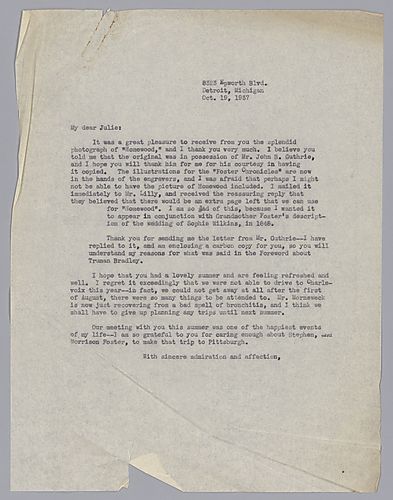 8323 Epworth Blvd.
Detroit, Michigan
Oct. 19, 1937
My dear Julie:
It was a great pleasure to receive from you the splendid
photograph of "Homewood," and I thank you very much. I believe you
told me that the original was in possession of Mr. John B. Guthrie,
and I hope you will thank him for me for his courtesy in having
it copied. The illustrations for the "Foster Chronicles" are now
in the hands of the engravers, and I was afraid that perhaps I might
not be able to have the picture of Homewood included. I mailed it
immediately to Mr. Lilly, and received the reassuring reply that
they believed that there would be an extra page left that we can use
for "Homewood". I am so glad of this, because I wanted it
to appear in conjunction with Grandmother Foster's descript-
ion of the wedding of Sophie Wilkins, in 1848.
Thank you for sending me the letter from Mr. Guthrie--I have
replied to it, and am enclosing a carbon copy for you, so you will
understand my reasons for what was said in the Foreword about
Truman Bradley.
I hope that you had a lovely summer and are feeling refreshed and
well. I regret it exceedingly that we were not able to drive to Charle-
voix this year--in fact, we could not get away at all after the first
of August, there were so many things to be attended to. Mr. Morneweck
is now just recovering from a bad spell of bronchitis, and I think we
shall have to give up planning any trips until next summer.
Our meeting with you this summer was one of the happiest events
of my life--I am so grateful to you for caring enough about Stephen, and
Morrison Foster, to make that trip to Pittsburgh.
With sincere admiration and affection,